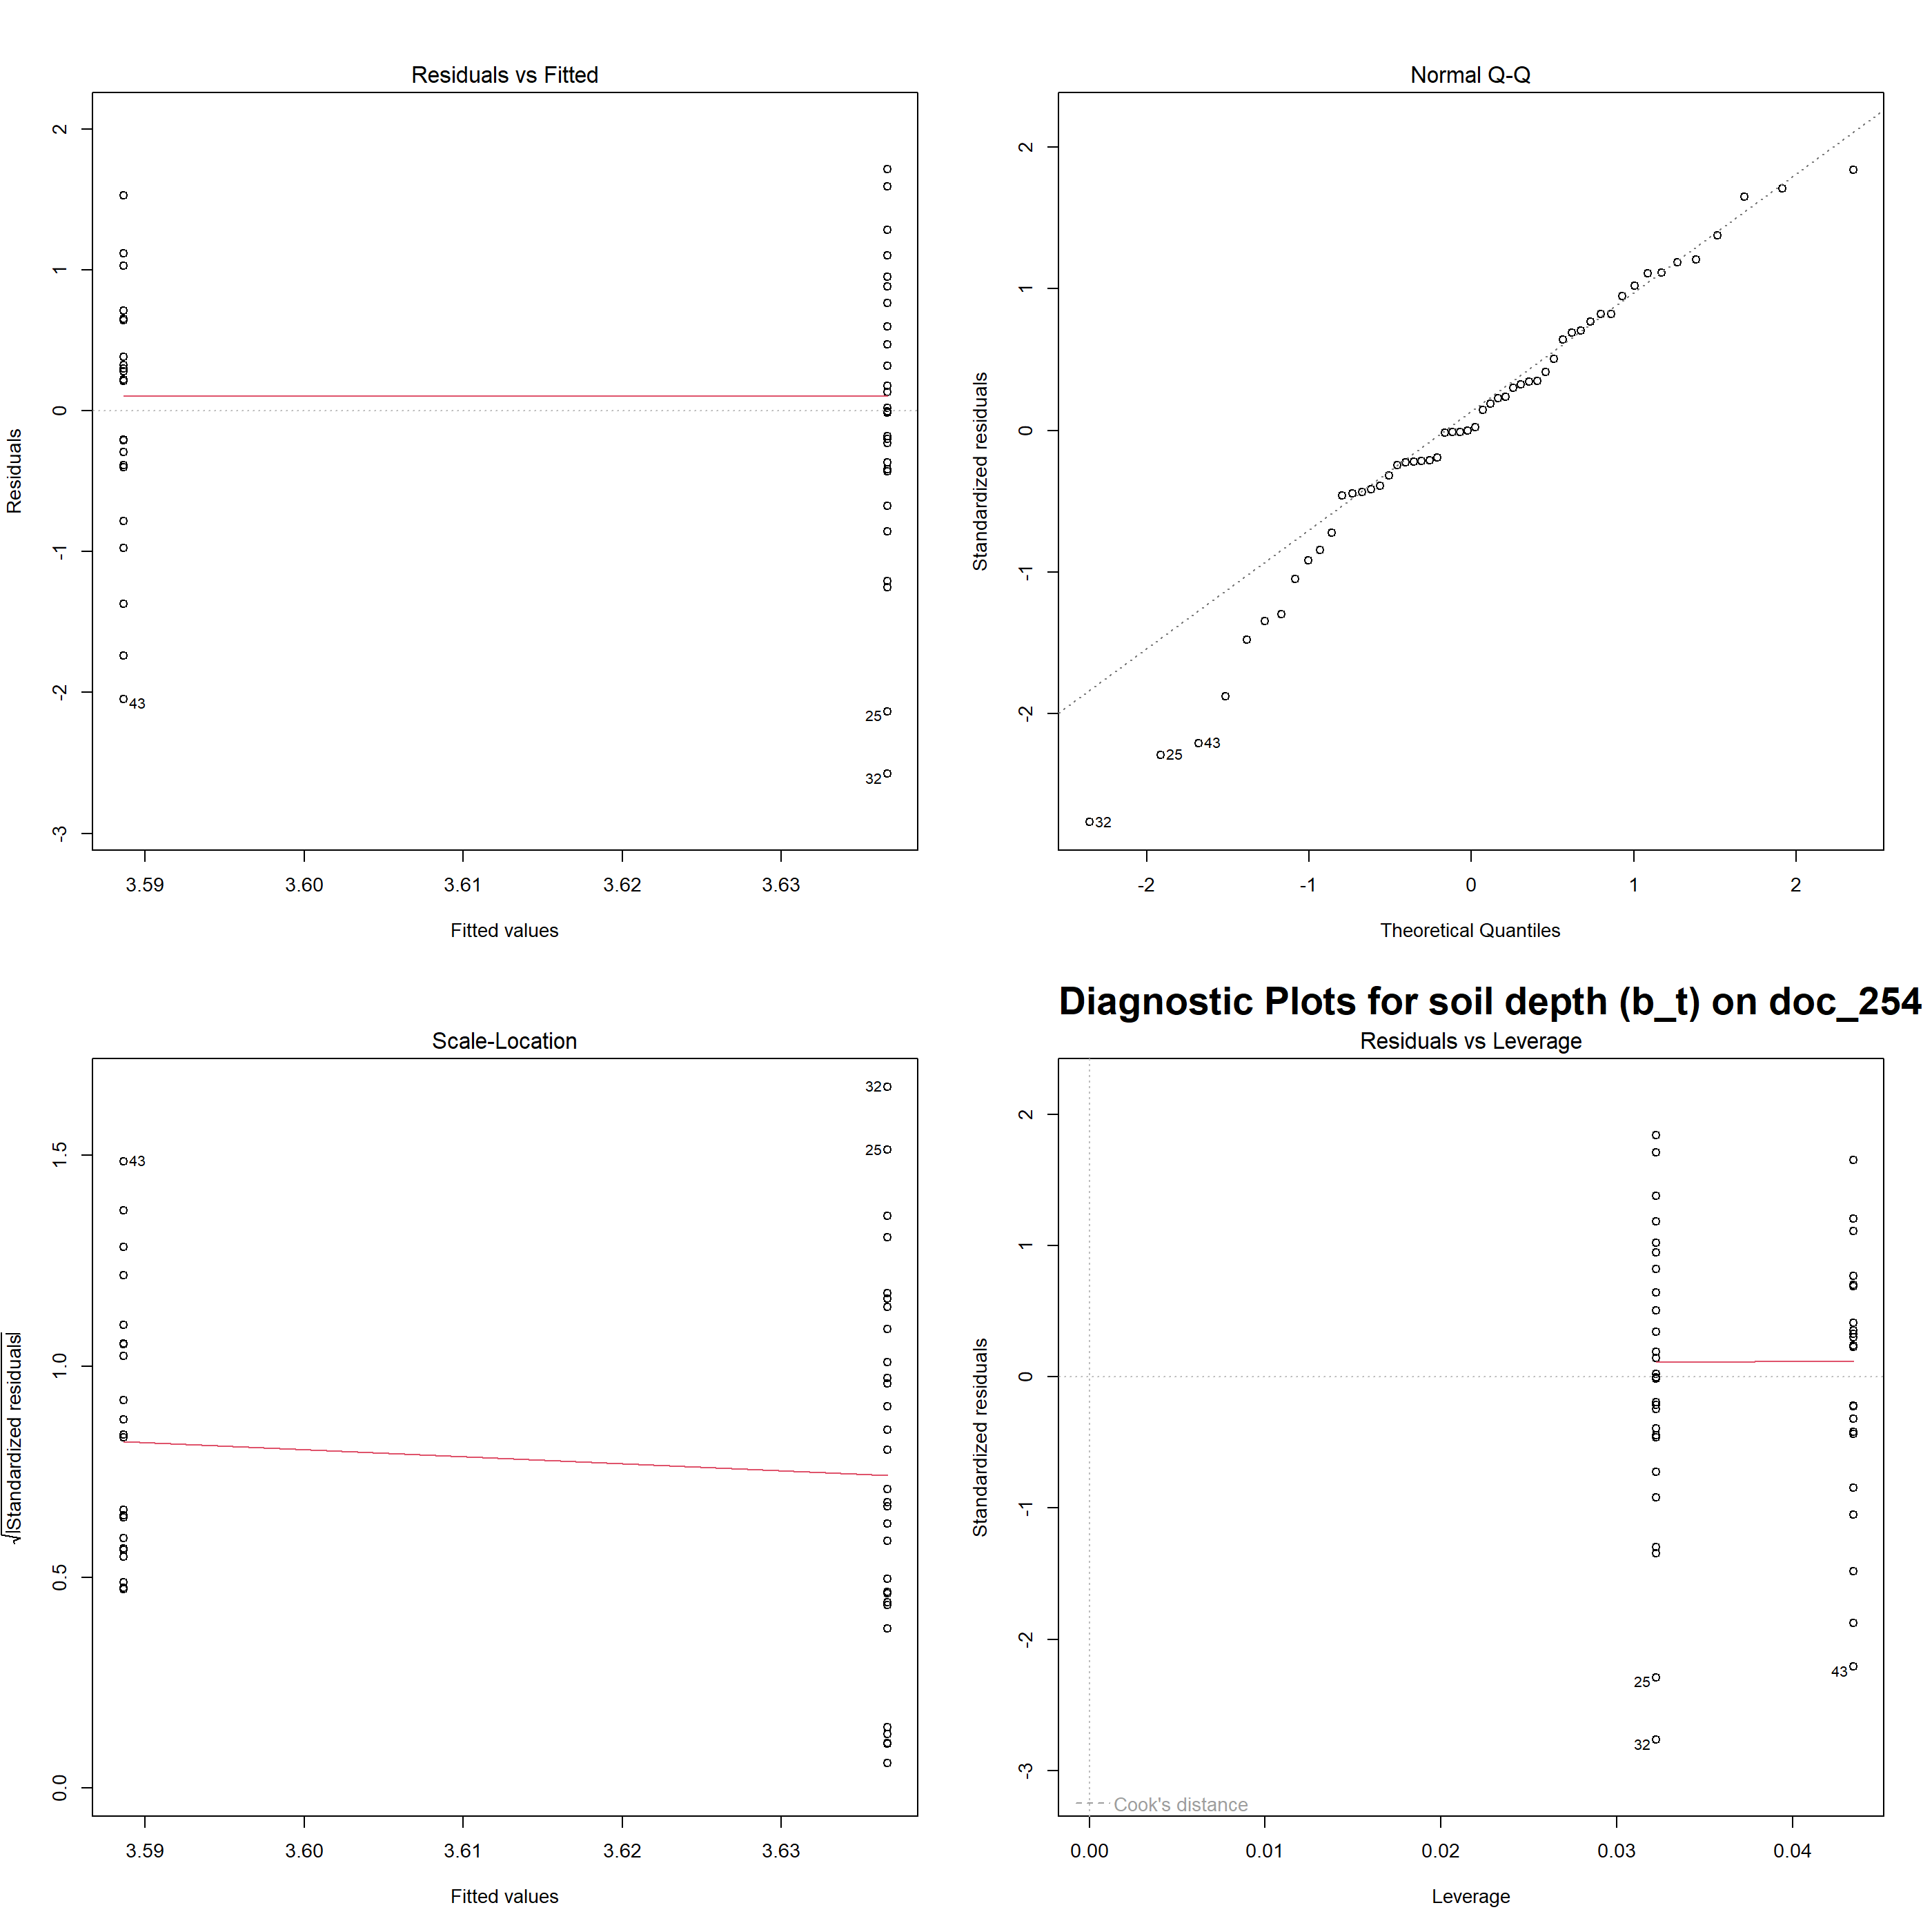 Residuals vs Fitted
Residuals
2
1
0
-1
-2
-3
43
25
32
3.59 3.60 3.61 3.62 3.63
Fitted values
Normal Q-Q
Standardized residuals
2
1
0
-1
-2
25
43
32
-2 -1 0 1 2
Theoretical Quantiles
Scale-Location
√|Standardized residuals|
1.5
1.0
0.5
0.0
32
25
43
3.59 3.60 3.61 3.62 3.63
Fitted values
Diagnostic Plots for soil depth (b_t) on doc_254
Residuals vs Leverage
Standardized residuals
2
1
0
-1
-2
-3
43
25
32
Cook's distance
0.00 0.01 0.02 0.03 0.04
Leverage